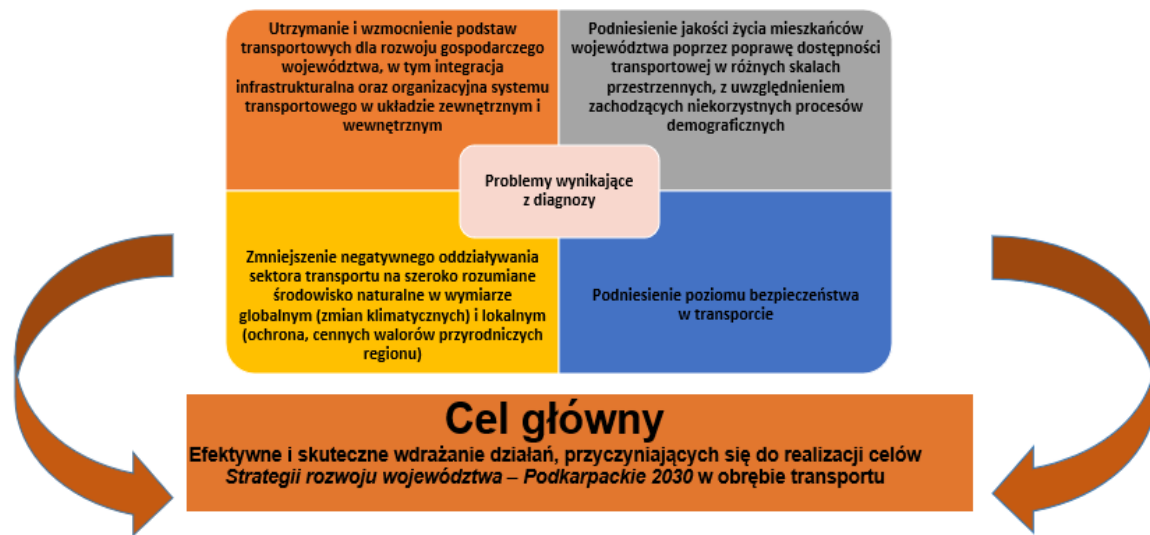 Utrzymanie i wzmocnienie podstaw
transportowych dla rozwoju gospodarczego
województwa, w tym integracja
infrastrukturalna oraz organizacyjna systemu
transportowego w układzie zewnętrznym i
wewnętrznym
Podniesienie jakości życia mieszkańców
województwa poprzez poprawę dostępności
transportowej w różnych skalach
przestrzennych, z uwzględnieniem
zachodzących niekorzystnych procesów
demograficznych
Problemy wynikające
z diagnozy
Zmniejszenie negatywnego oddziaływania
sektora transportu na szeroko rozumiane
środowisko naturalne w wymiarze
globalnym (zmian klimatycznych) i lokalnym
(ochrona, cennych walorów przyrodniczych
regionu)
Podniesienie poziomu bezpieczeństwa
w transporcie
Cel główny
Efektywne i skuteczne wdrażanie działań, przyczyniających się do realizacji celów
Strategii rozwoju województwa – Podkarpackie 2030 w obrębie transportu